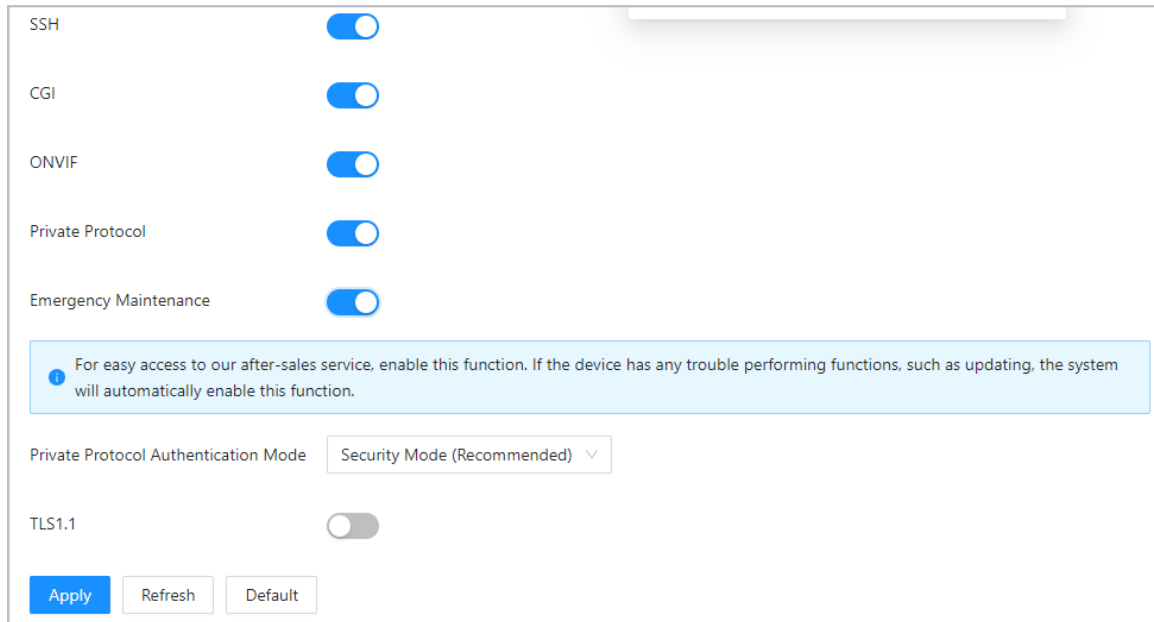 SSH
CGI
ONVIF
Private Protocol
Emergency Maintenance
For easy access to our after-sales service, enable this function. If the device has any trouble performing functions, such as updating, the system
will automatically enable this function.
Private Protocol Authentication Mode Security Mode (Recommended)
TLS1.1
Apply Refresh Default